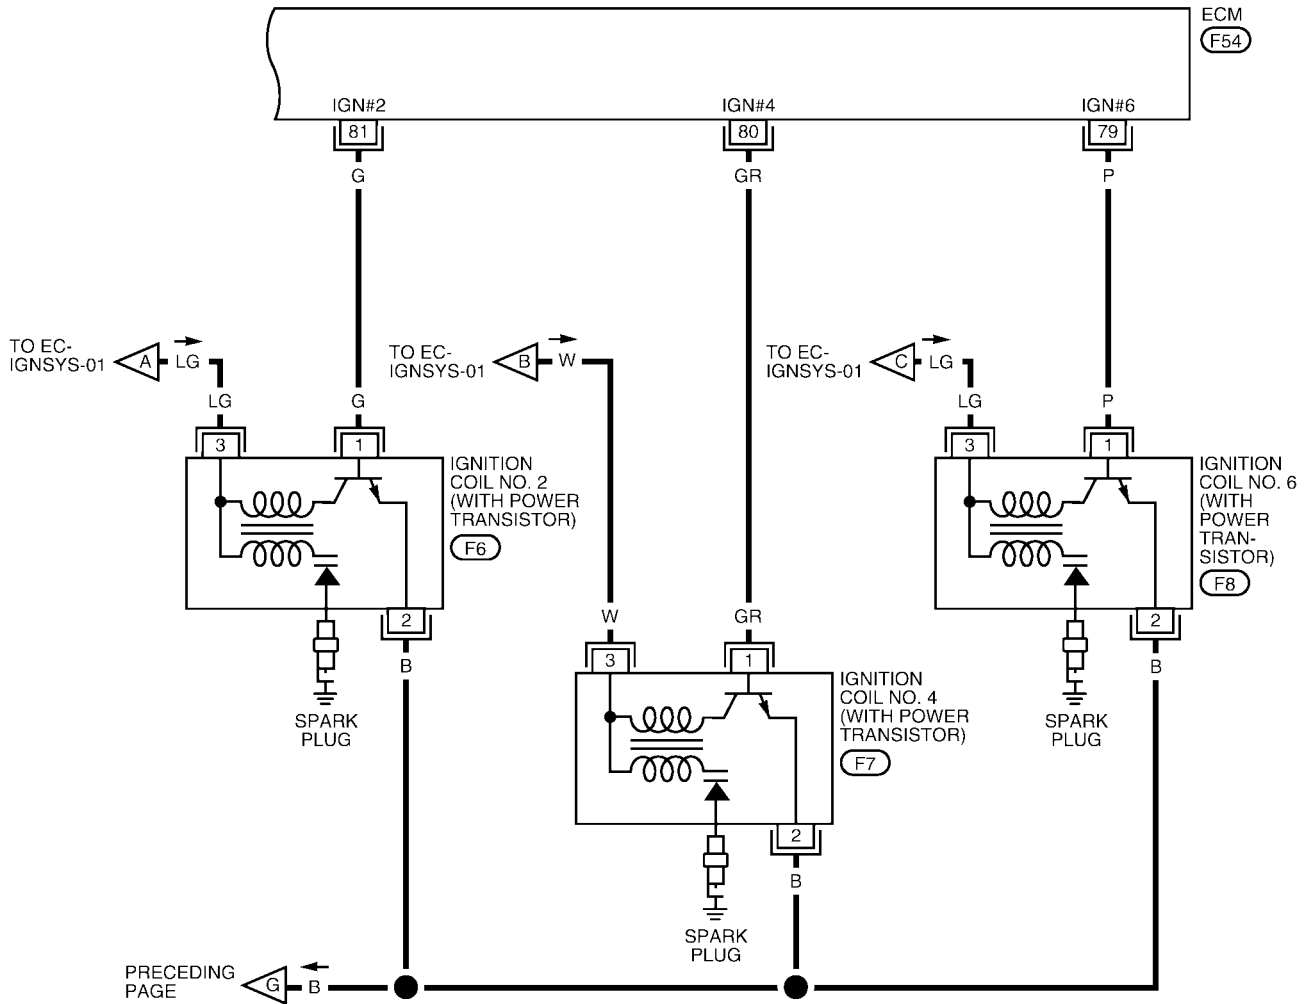 ECM
F54
IGN#2
IGN#4
IGN#6
81
80
79
G
GR
P
TO EC-
IGNSYS-01
A
LG
TO EC-
IGNSYS-01
B
W
TO EC-
IGNSYS-01
C
LG
LG
G
LG
P
3
1
IGNITION
COIL NO. 2
(WITH POWER
TRANSISTOR)
F6
3
1
IGNITION
COIL NO. 6
(WITH
POWER
TRAN-
SISTOR)
F8
2
B
SPARK
PLUG
W
GR
3
1
IGNITION
COIL NO. 4
(WITH POWER
TRANSISTOR)
F7
2
B
SPARK
PLUG
2
B
SPARK
PLUG
PRECEDING
PAGE
G
B